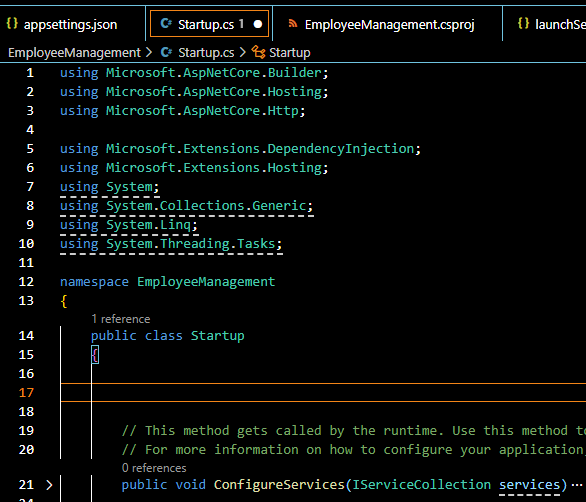 {} appsettings.json C# Startup.cs 1 ● EmployeeManagement.csproj {} launchSe
EmployeeManagement > C# Startup.cs > Startup
1 using Microsoft.AspNetCore.Builder;
2 using Microsoft.AspNetCore.Hosting;
3 using Microsoft.AspNetCore.Http;
4
5 using Microsoft.Extensions.DependencyInjection;
6 using Microsoft.Extensions.Hosting;
7 using System;
8 using System.Collections.Generic;
9 using System.Linq;
10 using System.Threading.Tasks;
11
12 namespace EmployeeManagement
13 {
1 reference
14 public class Startup
15 {
16
17
18
19 // This method gets called by the runtime. Use this method to
20 // For more information on how to configure your application,
0 references
21 > public void ConfigureServices(IServiceCollection services)…